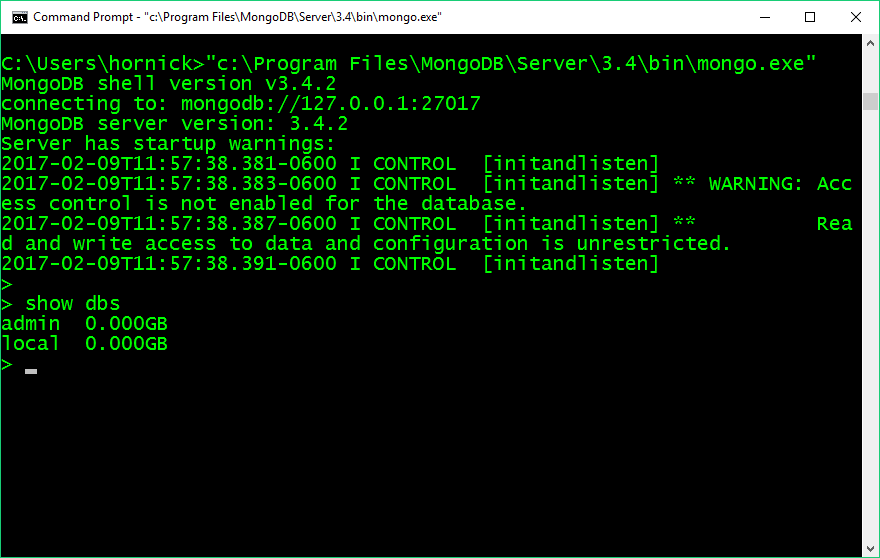 Command Prompt - "c:\Program Files\MongoDB\Server\3.4\bin\mongo.exe"
C:\Users\hornick>"c:\Program Files\MongoDB\Server\3.4\bin\mongo.exe"
MongoDB shell version v3.4.2
connecting to: mongodb://127.0.0.1:27017
MongoDB server version: 3.4.2
Server has startup warnings:
2017-02-09T11:57:38.381-0600 I CONTROL  [initandlisten]
2017-02-09T11:57:38.383-0600 I CONTROL  [initandlisten] ** WARNING: Acc
ess control is not enabled for the database.
2017-02-09T11:57:38.387-0600 I CONTROL  [initandlisten] **          Rea
d and write access to data and configuration is unrestricted.
2017-02-09T11:57:38.391-0600 I CONTROL  [initandlisten]
>
> show dbs
admin  0.000GB
local  0.000GB
>